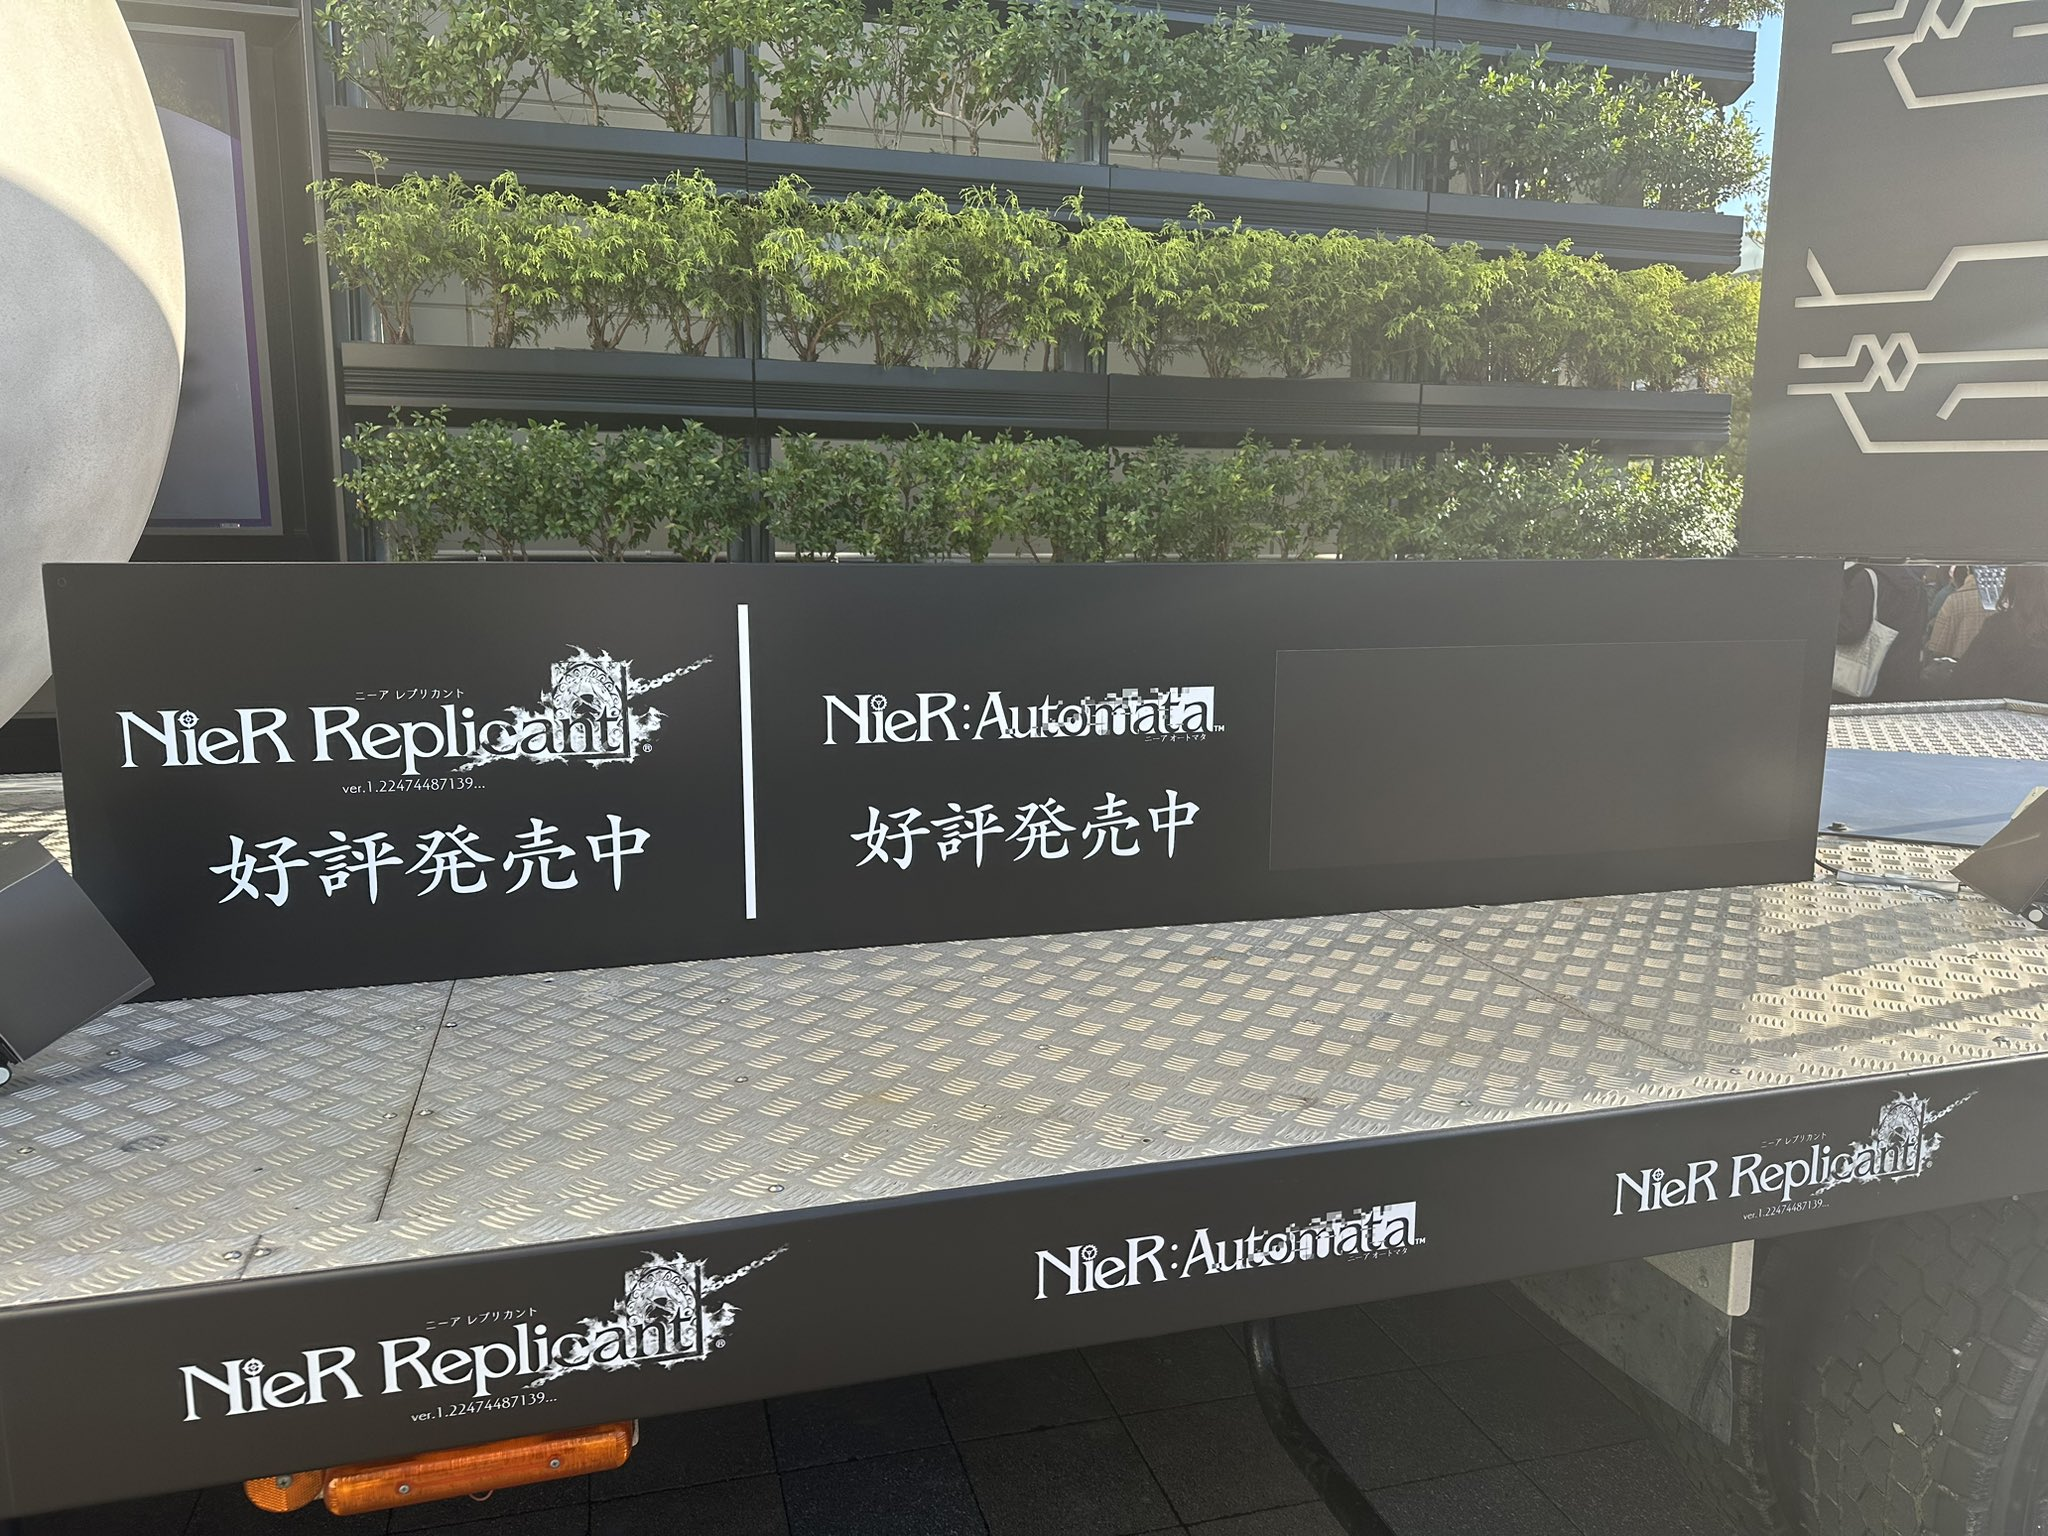 ニーア レプリカント
NieR Replicant®
ver.1.22474487139...
好評発売中
NieR:Automata™
ニーア オートマタ
好評発売中
ニーア レプリカント
NieR Replicant®
ver.1.22474487139...
NieR:Automata™
ニーア オートマタ
ニーア レプリカント
NieR Replicant®
ver.1.22474487139...